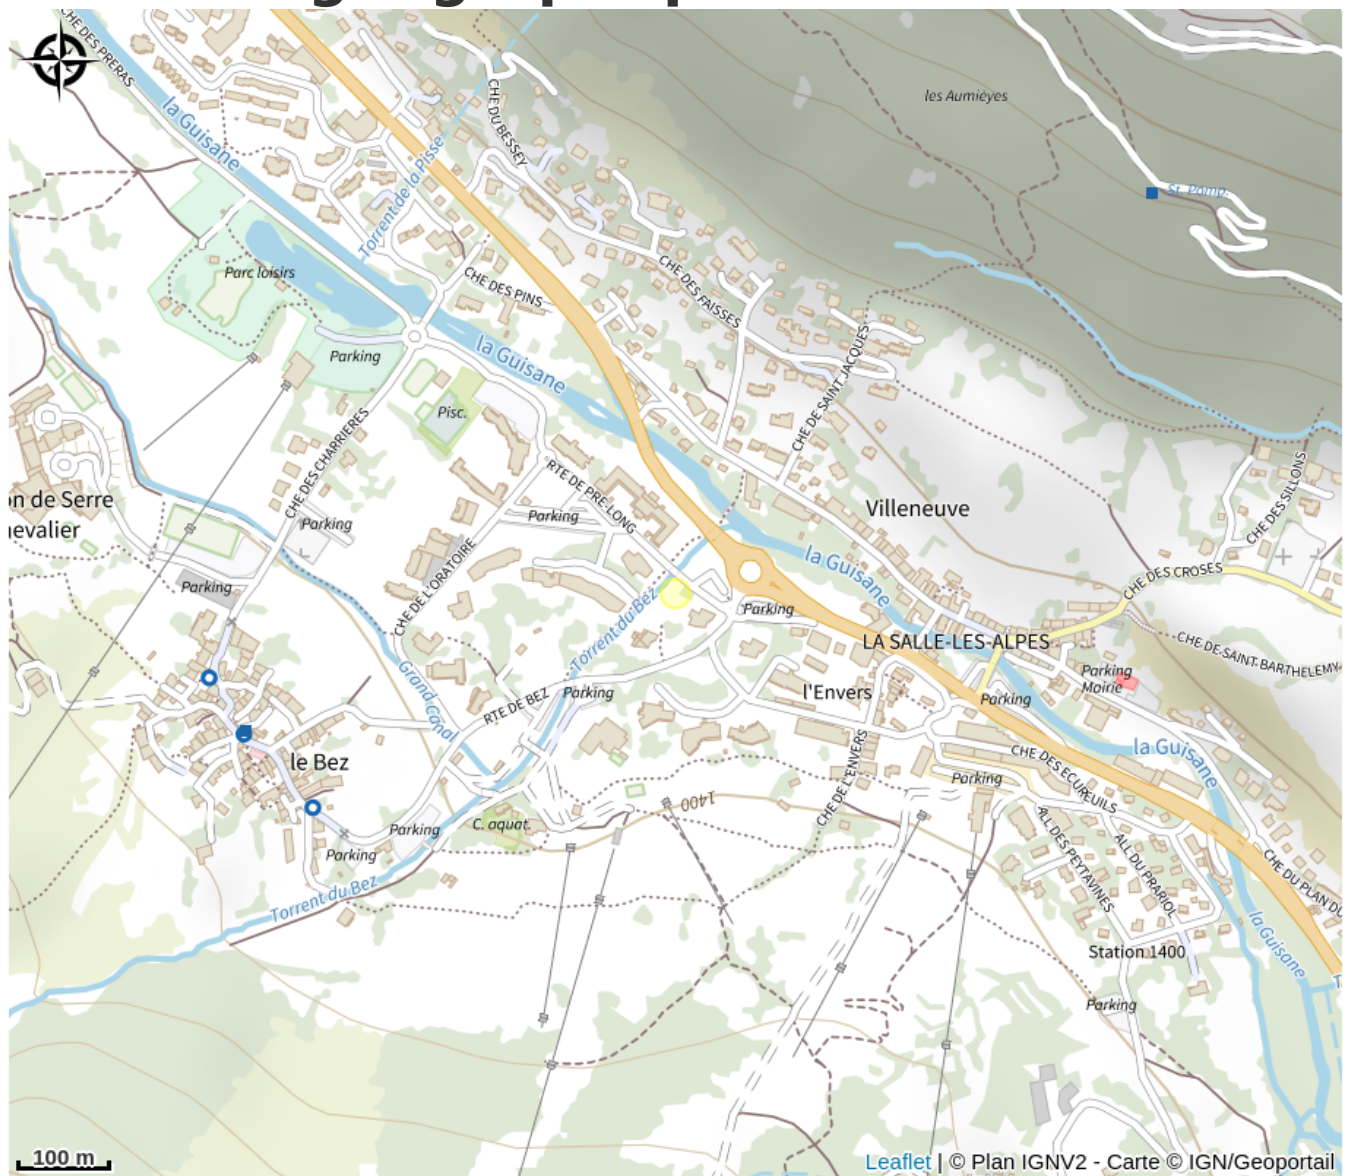 CHE DES PRERAS
la Guisane
Torrent de la Pisse
CHE DU BESSEY
les Aumièyes
St. Pomp.
Parc loisirs
CHE DES PINS
CHE DES FAISSES
la Guisane
Parking
CHE DE SAINT JACQUES
Pisc.
CHE DES CHARRIERES
RTE DE PRE-LONG
CHE DES SILLONS
on de Serre
hevalier
Villeneuve
Parking
Parking
la Guisane
CHE DE L'ORATOIRE
CHE DES CROSES
Parking
Torrent du Bez
Parking
LA SALLE-LES-ALPES
CHE DE SAINT-BARTHELEMY
Parking
Mairie
Grand Canal
RTE DE BEZ
Parking
l'Envers
Parking
la Guisane
le Bez
CHE DE L'ENVERS
CHE DES ECUREUILS
Parking
1400
C. aquat.
Parking
Parking
ALL DES PEYTAVINES
ALL DU PRARIOL
CHE DU PLAN DU
Torrent du Bez
la Guisane
Station 1400
Parking
100 m
Leaflet | © Plan IGNV2 - Carte © IGN/Geoportail